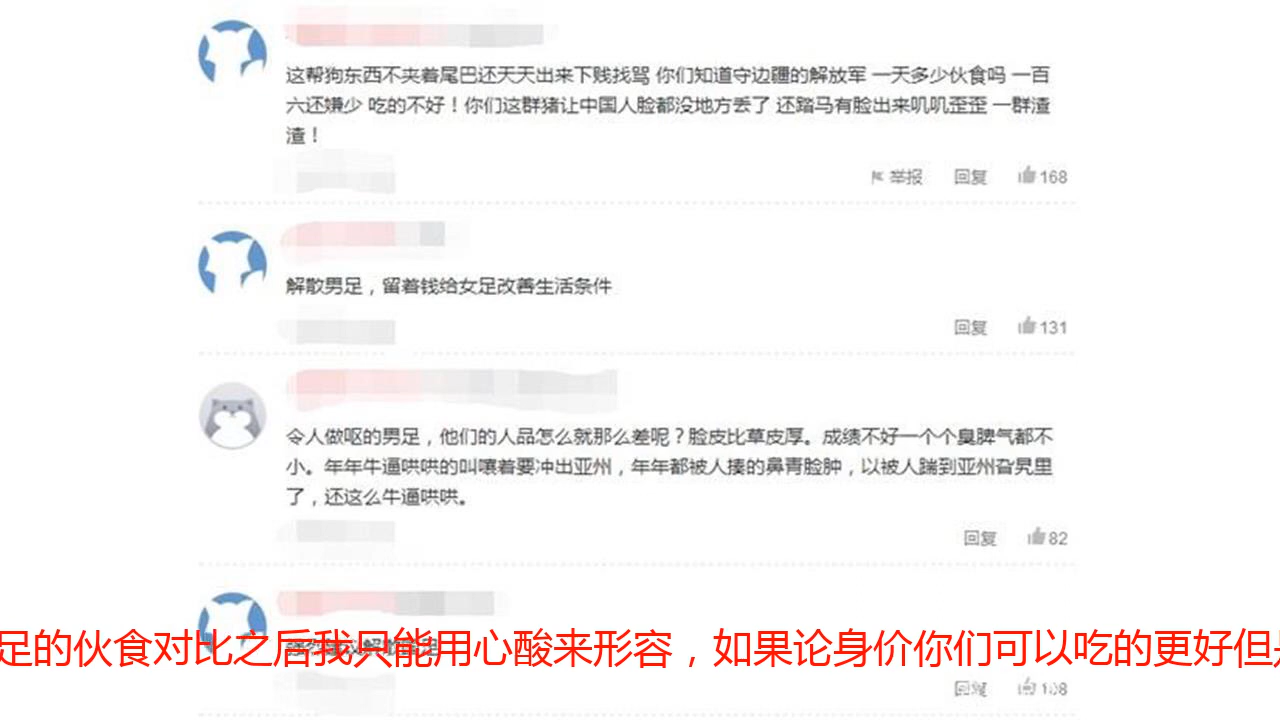 这帮狗东西不夹着尾巴还天天出来下贱找骂 你们知道守边疆的解放军 一天多少伙食吗 一百
六还嫌少 吃的不好！你们这群猪让中国人脸都没地方丢了 还踏马有脸出来叽叽歪歪 一群渣
渣！
举报 回复 168
解散男足，留着钱给女足改善生活条件
回复 131
令人做呕的男足，他们的人品怎么就那么差呢？脸皮比草皮厚。成绩不好一个个臭脾气都不
小。年年牛逼哄哄的叫嚷着要冲出亚州，年年都被人揍的鼻青脸肿，以被人踹到亚州旮旯里
了，还这么牛逼哄哄。
回复 82
足的伙食对比之后我只能用心酸来形容，如果论身价你们可以吃的更好但
回复